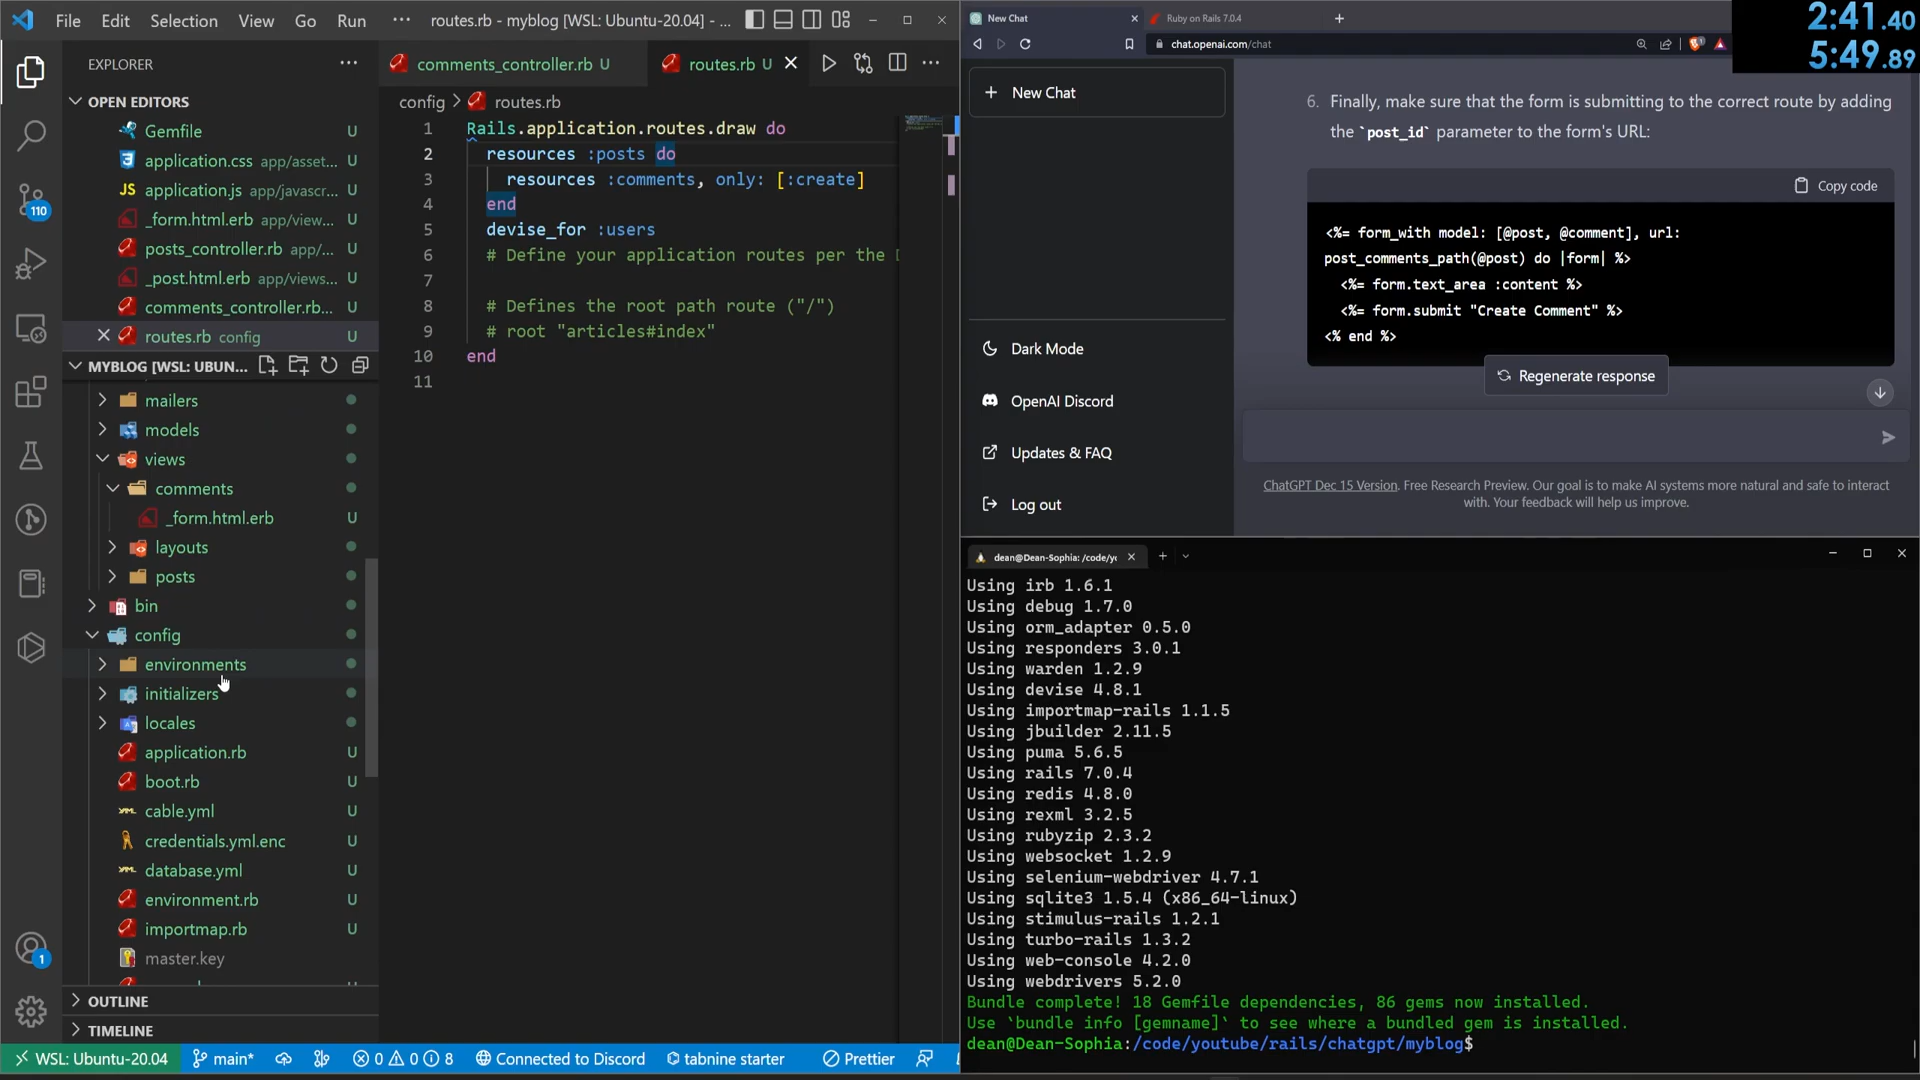 File Edit Selection View Go Run ··· routes.rb - myblog [WSL: Ubuntu-20.04] - ...
EXPLORER
OPEN EDITORS
Gemfile U
application.css app/asset... U
application.js app/javascr... U
_form.html.erb app/view... U
posts_controller.rb app/... U
_post.html.erb app/views... U
comments_controller.rb... U
routes.rb config U
MYBLOG [WSL: UBUN...
mailers
models
views
comments
_form.html.erb U
layouts
posts
bin
config
environments
initializers
locales
application.rb U
boot.rb U
cable.yml U
credentials.yml.enc U
database.yml U
environment.rb U
importmap.rb U
master.key
OUTLINE
TIMELINE
110
1
comments_controller.rb U
routes.rb U
config > routes.rb
1 Rails.application.routes.draw do
2 resources :posts do
3 resources :comments, only: [:create]
4 end
5 devise_for :users
6 # Define your application routes per the
7
8 # Defines the root path route ("/")
9 # root "articles#index"
10 end
11
WSL: Ubuntu-20.04 main* 0 0 8 Connected to Discord tabnine starter Prettier
New Chat
Ruby on Rails 7.0.4
chat.openai.com/chat
2:41.40
5:49.89
New Chat
Dark Mode
OpenAI Discord
Updates & FAQ
Log out
6. Finally, make sure that the form is submitting to the correct route by adding
the `post_id` parameter to the form's URL:
Copy code
<%= form_with model: [@post, @comment], url:
post_comments_path(@post) do |form| %>
<%= form.text_area :content %>
<%= form.submit "Create Comment" %>
<% end %>
Regenerate response
ChatGPT Dec 15 Version. Free Research Preview. Our goal is to make AI systems more natural and safe to interact
with. Your feedback will help us improve.
dean@Dean-Sophia: /code/yc
Using irb 1.6.1
Using debug 1.7.0
Using orm_adapter 0.5.0
Using responders 3.0.1
Using warden 1.2.9
Using devise 4.8.1
Using importmap-rails 1.1.5
Using jbuilder 2.11.5
Using puma 5.6.5
Using rails 7.0.4
Using redis 4.8.0
Using rexml 3.2.5
Using rubyzip 2.3.2
Using websocket 1.2.9
Using selenium-webdriver 4.7.1
Using sqlite3 1.5.4 (x86_64-linux)
Using stimulus-rails 1.2.1
Using turbo-rails 1.3.2
Using web-console 4.2.0
Using webdrivers 5.2.0
Bundle complete! 18 Gemfile dependencies, 86 gems now installed.
Use `bundle info [gemname]` to see where a bundled gem is installed.
dean@Dean-Sophia:/code/youtube/rails/chatgpt/myblog$